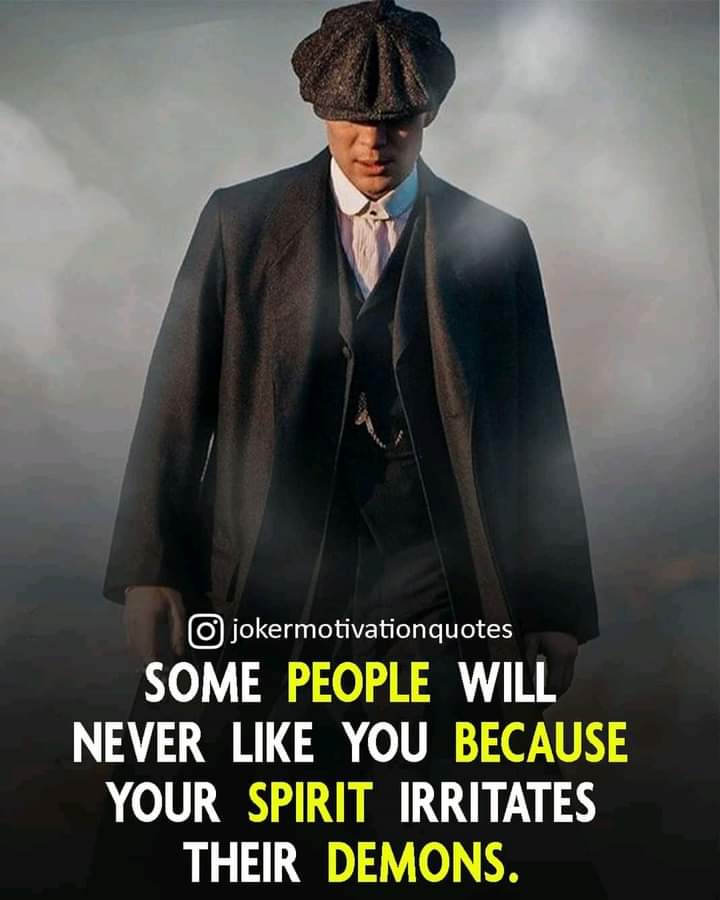 jokermotivationquotes
SOME PEOPLE WILL
NEVER LIKE YOU BECAUSE
YOUR SPIRIT IRRITATES
THEIR DEMONS.